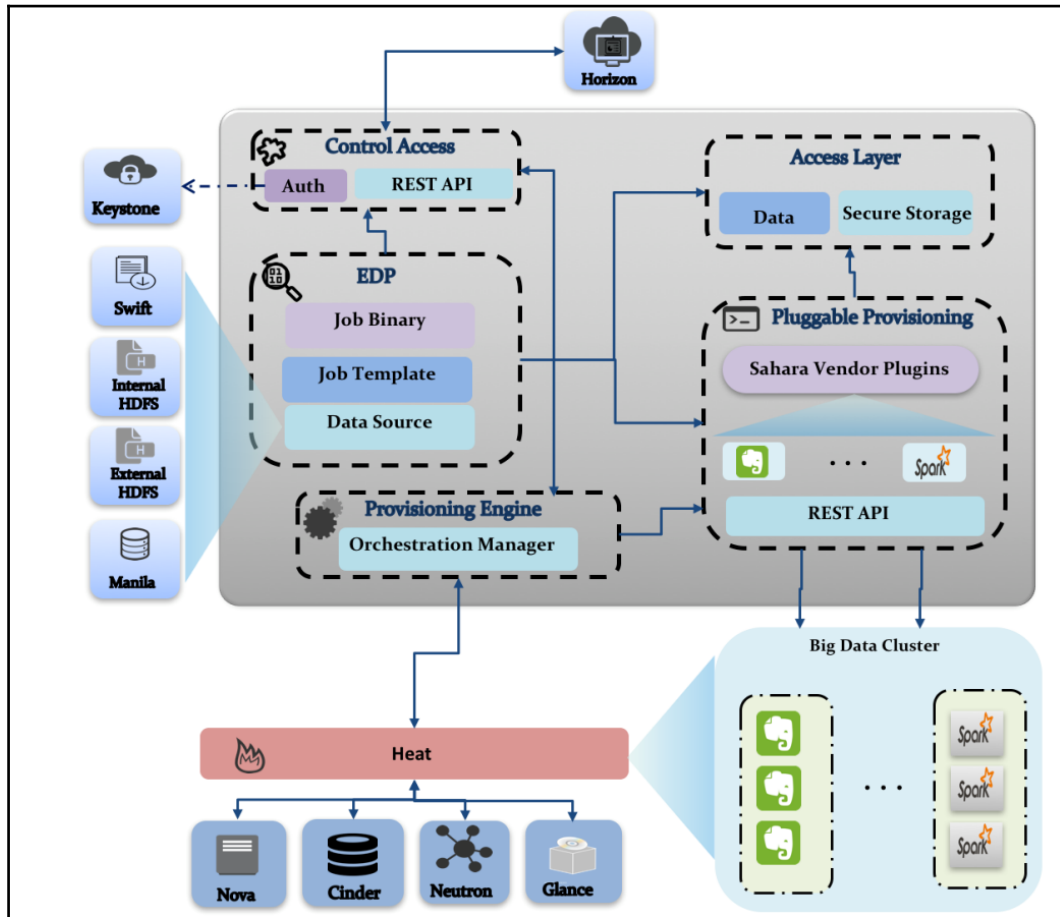 Horizon
Control Access
Auth
REST API
Keystone
Access Layer
Data
Secure Storage
EDP
01
10
Job Binary
Job Template
Data Source
Swift
H
Internal
HDFS
H
External
HDFS
Manila
Pluggable Provisioning
Sahara Vendor Plugins
. . .
Spark
REST API
Provisioning Engine
Orchestration Manager
Big Data Cluster
Spark
Spark
. . .
Spark
Heat
Nova
Cinder
Neutron
Glance